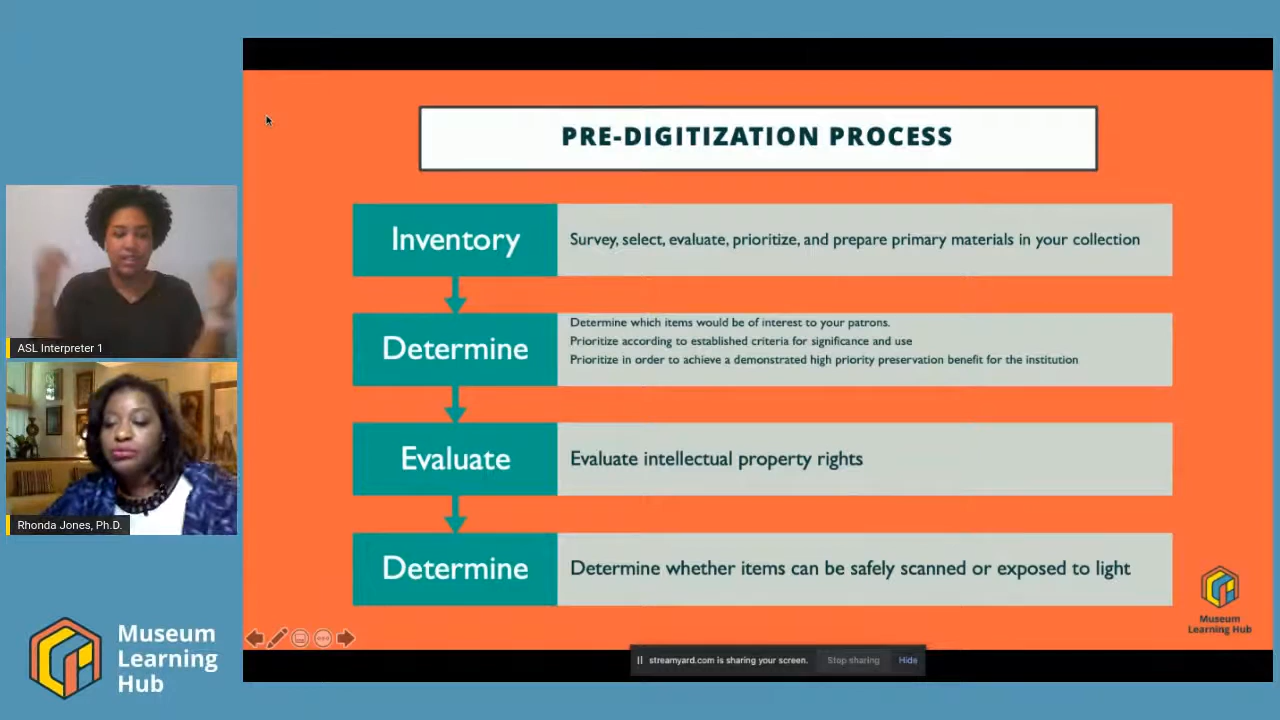 PRE-DIGITIZATION PROCESS
Inventory
Survey, select, evaluate, prioritize, and prepare primary materials in your collection
Determine
Determine which items would be of interest to your patrons.
Prioritize according to established criteria for significance and use
Prioritize in order to achieve a demonstrated high priority preservation benefit for the institution
Evaluate
Evaluate intellectual property rights
Determine
Determine whether items can be safely scanned or exposed to light
ASL Interpreter 1
Rhonda Jones, Ph.D.
Museum
Learning
Hub
Museum
Learning Hub
streamyard.com is sharing your screen.
Stop sharing
Hide